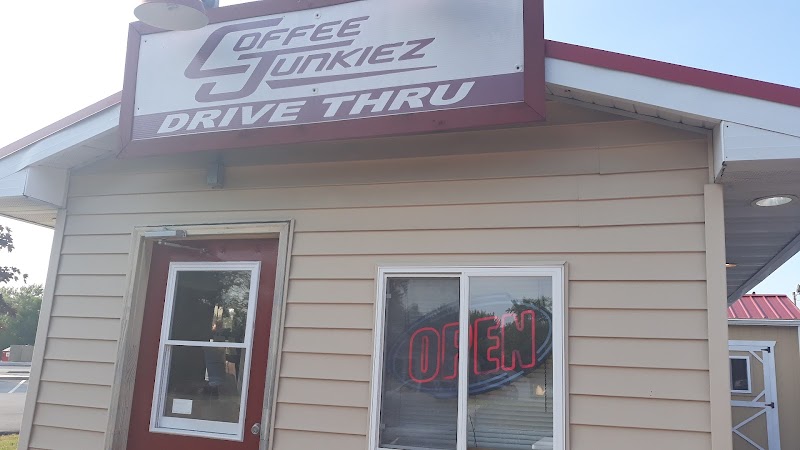 COFFEE
JUNKIEZ
DRIVE THRU
OPEN